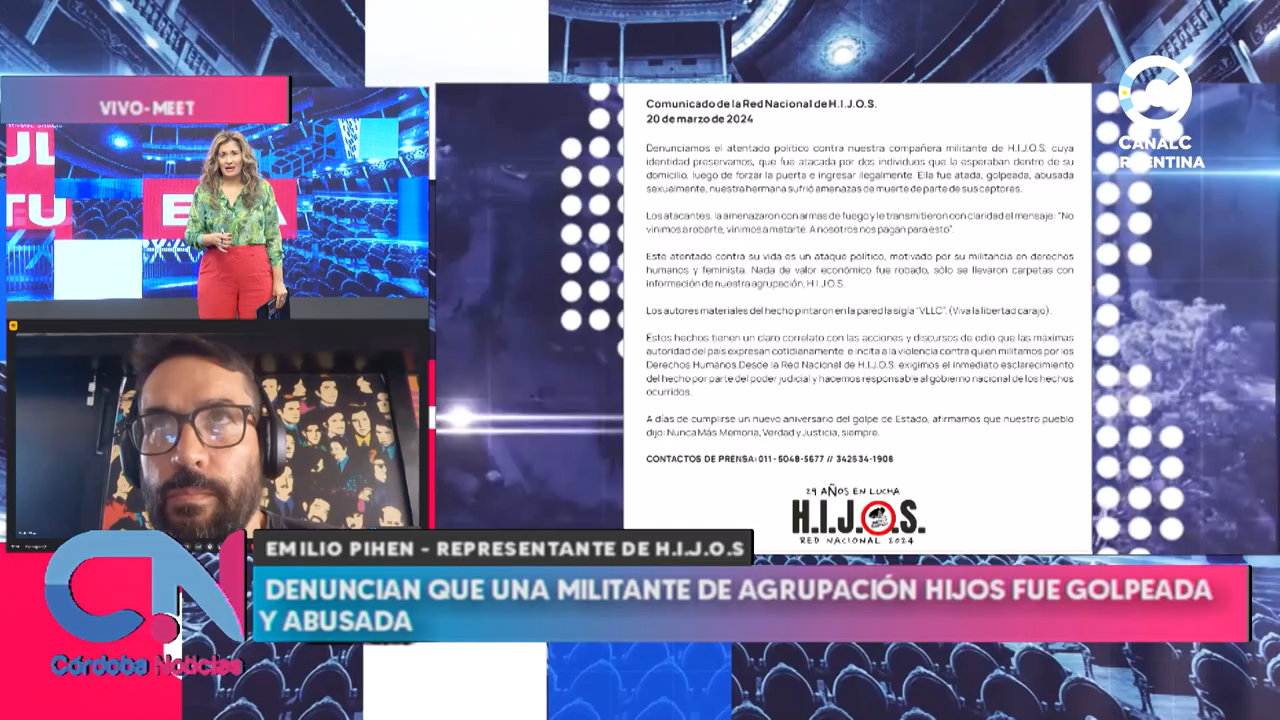 VIVO-MEET
UL
TU
E
A
CANALC
ARGENTINA
Comunicado de la Red Nacional de H.I.J.O.S.
20 de marzo de 2024
Denunciamos el atentado político contra nuestra compañera militante de H.I.J.O.S, cuya
identidad preservamos, que fue atacada por dos individuos que la esperaban dentro de su
domicilio, luego de forzar la puerta e ingresar ilegalmente. Ella fue atada, golpeada, abusada
sexualmente, nuestra hermana sufrió amenazas de muerte de parte de sus captores.
Los atacantes, la amenazaron con armas de fuego y le transmitieron con claridad el mensaje: "No
vinimos a robarte, vinimos a matarte. A nosotros nos pagan para esto".
Este atentado contra su vida es un ataque político, motivado por su militancia en derechos
humanos y feminista. Nada de valor económico fue robado, sólo se llevaron carpetas con
información de nuestra agrupación, H.I.J.O.S.
Los autores materiales del hecho pintaron en la pared la sigla "VLLC". (Viva la libertad carajo).
Estos hechos tienen un claro correlato con las acciones y discursos de odio que las máximas
autoridad del país expresan cotidianamente e incita a la violencia contra quien militamos por los
Derechos Humanos.Desde la Red Nacional de H.I.J.O.S. exigimos el inmediato esclarecimiento
del hecho por parte del poder judicial y hacemos responsable al gobierno nacional de los hechos
ocurridos.
A días de cumplirse un nuevo aniversario del golpe de Estado, afirmamos que nuestro pueblo
dijo: Nunca Más. Memoria, Verdad y Justicia, siempre.
CONTACTOS DE PRENSA: 011 - 5048-5677 // 342534-1908
29 AÑOS EN LUCHA
H.I.J.O.S.
RED NACIONAL 2024
EMILIO PIHEN - REPRESENTANTE DE H.I.J.O.S
DENUNCIAN QUE UNA MILITANTE DE AGRUPACIÓN HIJOS FUE GOLPEADA
Y ABUSADA
CN
Córdoba Noticias